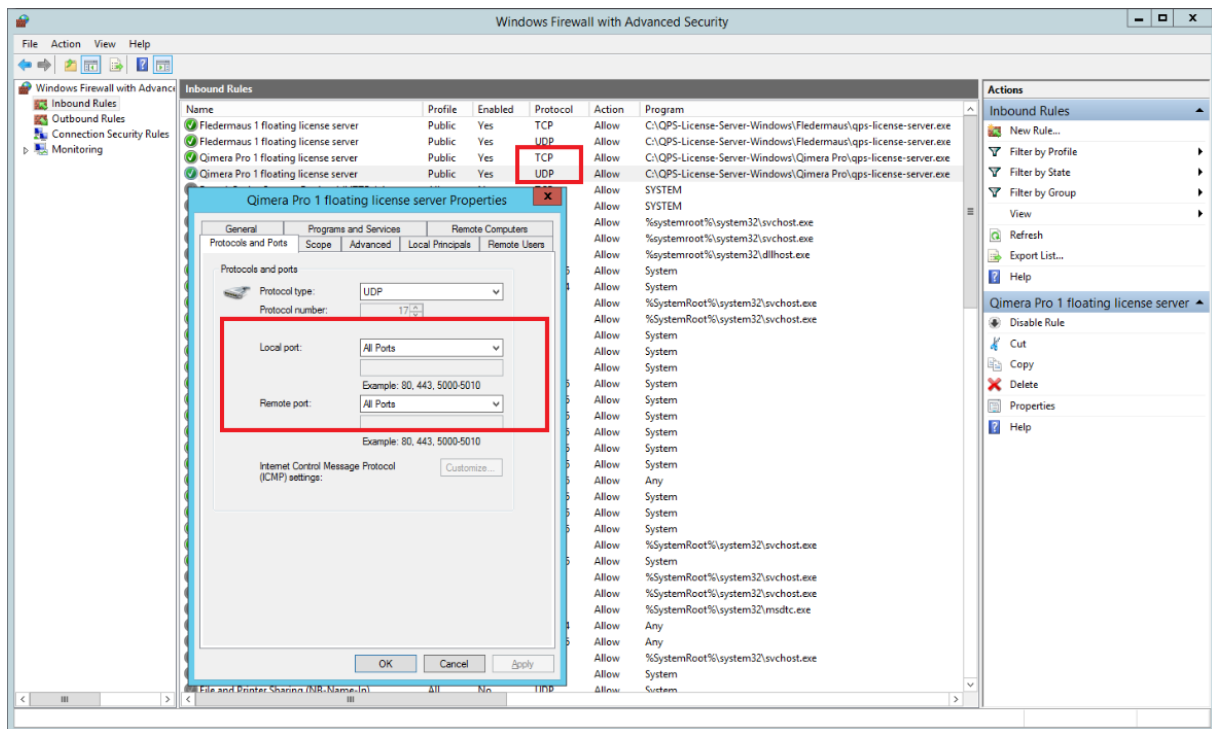 Windows Firewall with Advanced Security
File Action View Help
Windows Firewall with Advance
Inbound Rules
Outbound Rules
Connection Security Rules
Monitoring
Inbound Rules
Name Profile Enabled Protocol Action Program
Fledermaus 1 floating license server Public Yes TCP Allow C:\QPS-License-Server-Windows\Fledermaus\qps-license-server.exe
Fledermaus 1 floating license server Public Yes UDP Allow C:\QPS-License-Server-Windows\Fledermaus\qps-license-server.exe
Qimera Pro 1 floating license server Public Yes TCP Allow C:\QPS-License-Server-Windows\Qimera Pro\qps-license-server.exe
Qimera Pro 1 floating license server Public Yes UDP Allow C:\QPS-License-Server-Windows\Qimera Pro\qps-license-server.exe
Allow SYSTEM
Allow SYSTEM
Allow %systemroot%\system32\svchost.exe
Allow %systemroot%\system32\svchost.exe
Allow %systemroot%\system32\dllhost.exe
Allow System
Allow System
Allow %SystemRoot%\system32\svchost.exe
Allow %SystemRoot%\system32\svchost.exe
Allow System
Allow System
Allow System
Allow System
Allow System
Allow System
Allow System
Allow System
Allow System
Allow Any
Allow System
Allow System
Allow System
Allow %SystemRoot%\system32\svchost.exe
Allow System
Allow %SystemRoot%\system32\svchost.exe
Allow %SystemRoot%\system32\svchost.exe
Allow %SystemRoot%\system32\msdtc.exe
Allow Any
Allow Any
Allow %SystemRoot%\system32\svchost.exe
Allow System
File and Printer Sharing (NB-Name-In) All No UDP Allow System
Qimera Pro 1 floating license server Properties
General Programs and Services Remote Computers
Protocols and Ports Scope Advanced Local Principals Remote Users
Protocols and ports
Protocol type: UDP
Protocol number: 17
Local port: All Ports
Example: 80, 443, 5000-5010
Remote port: All Ports
Example: 80, 443, 5000-5010
Internet Control Message Protocol
(ICMP) settings:
Customize...
OK Cancel Apply
Actions
Inbound Rules
New Rule...
Filter by Profile
Filter by State
Filter by Group
View
Refresh
Export List...
Help
Qimera Pro 1 floating license server
Disable Rule
Cut
Copy
Delete
Properties
Help